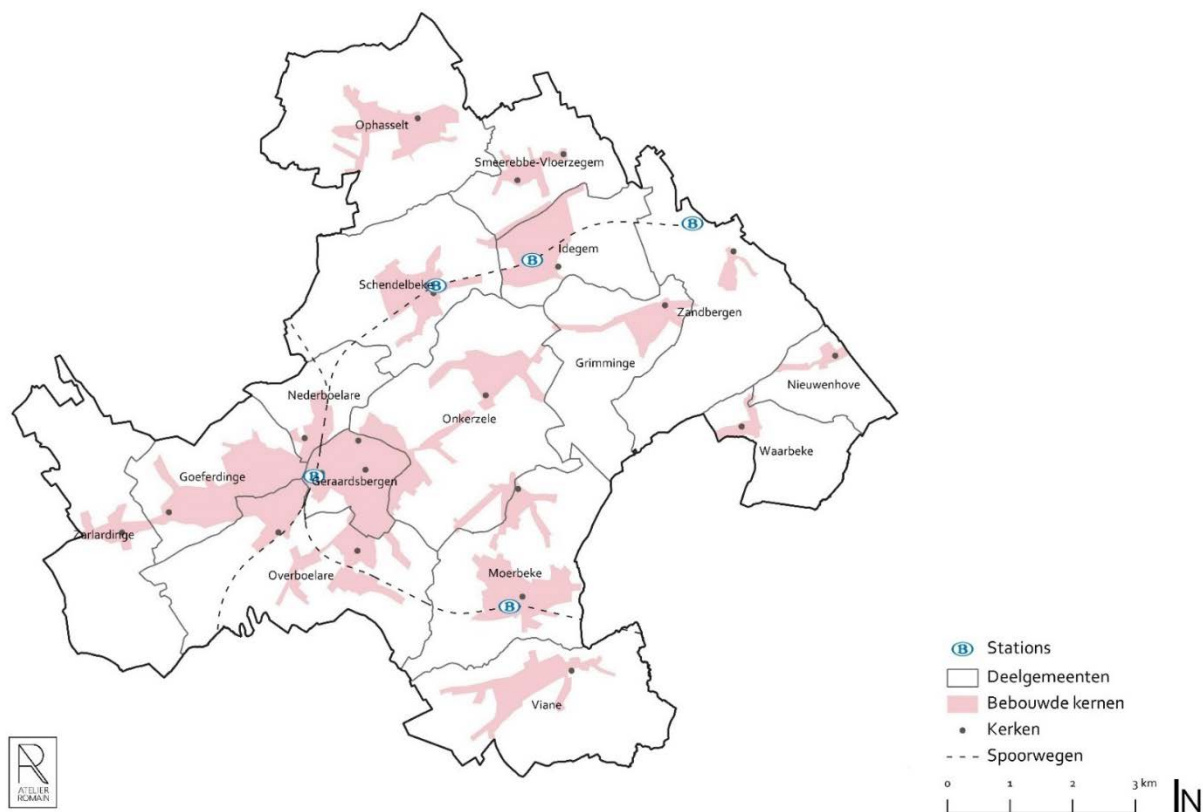 Ophasselt
Smeerebbe-Vloerzegem
B
Idegem
B
Schendelbeke
B
Zandbergen
Grimminge
Nieuwenhove
Nederboelare
Onkerzele
Waarbeke
Goeferdinge
B
Geraardsbergen
Zarlardinge
Overboelare
Moerbeke
B
Viane
B Stations
Deelgemeenten
Bebouwde kernen
Kerken
Spoorwegen
0 1 2 3 km
N
R
ATELIER
ROMAIN